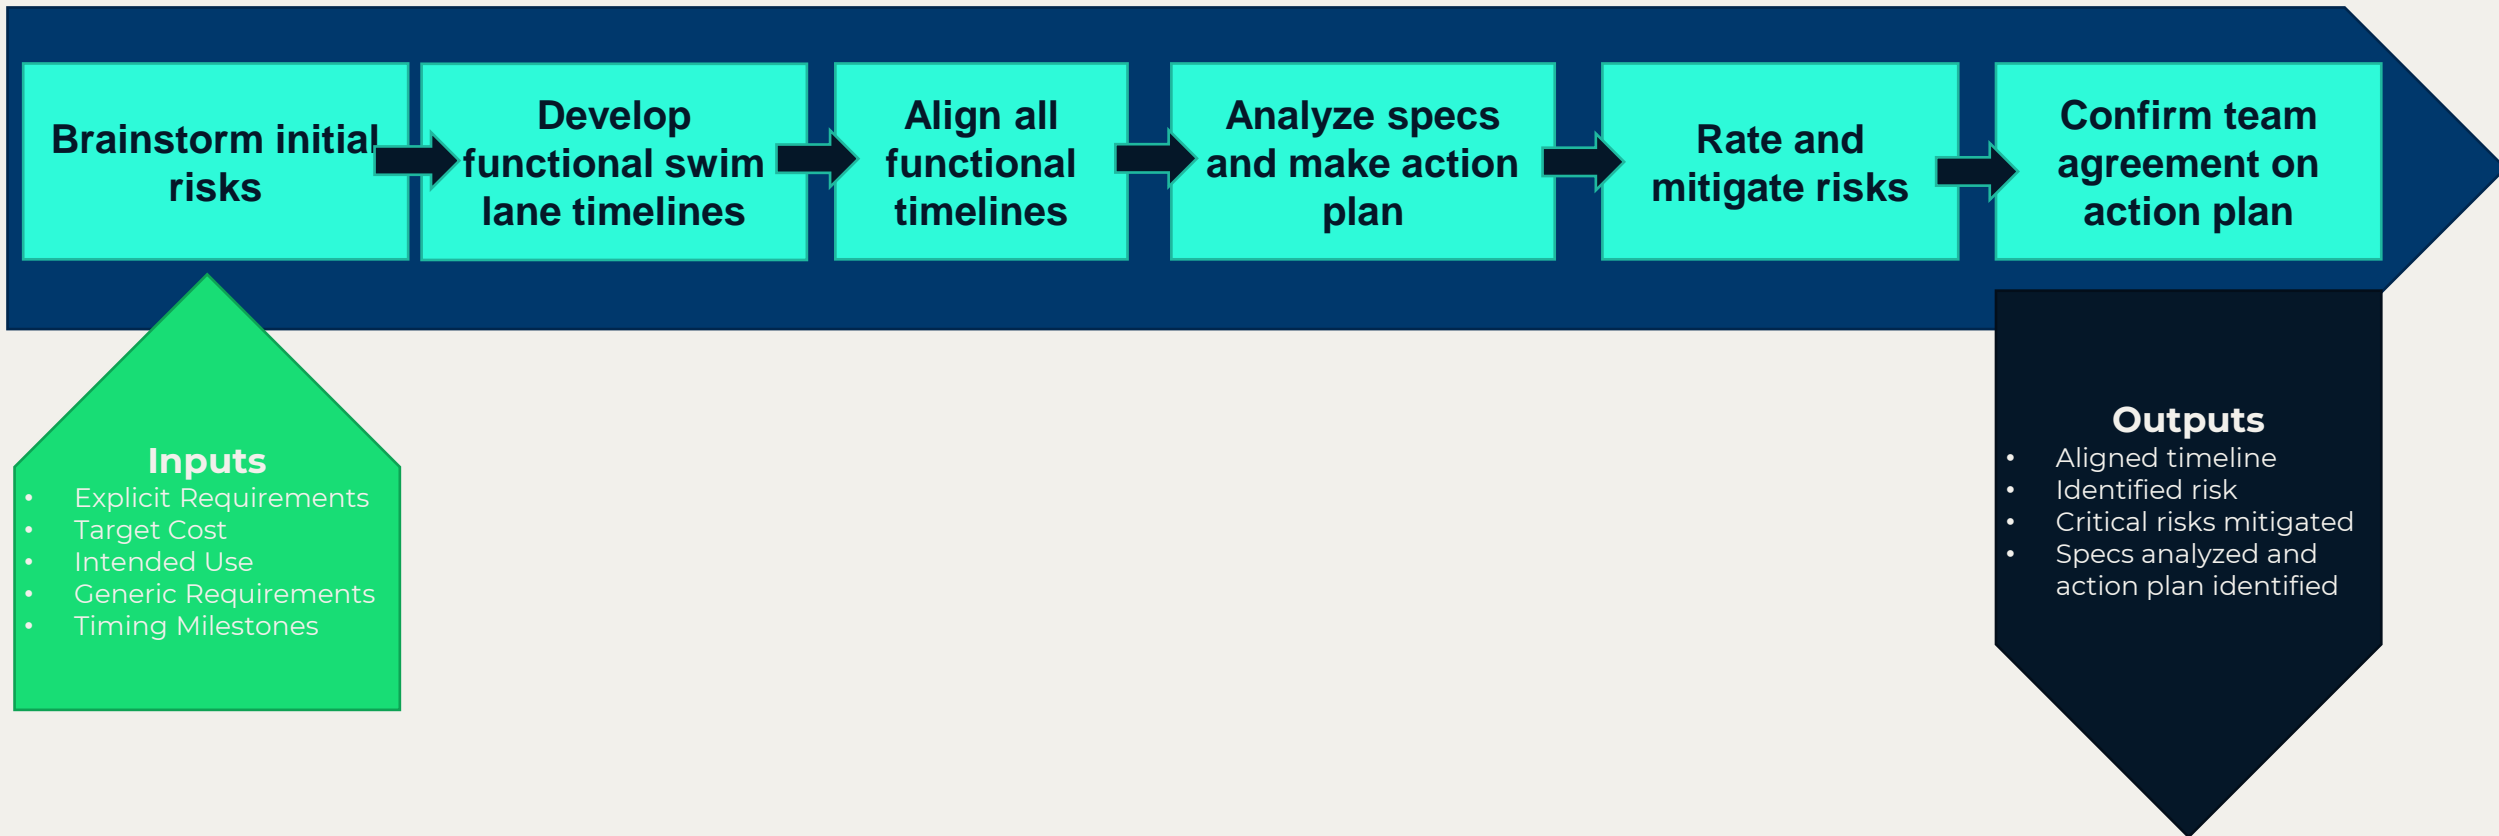 Brainstorm initial
risks
Develop
functional swim
lane timelines
Align all
functional
timelines
Analyze specs
and make action
plan
Rate and
mitigate risks
Confirm team
agreement on
action plan
Inputs
• Explicit Requirements
• Target Cost
• Intended Use
• Generic Requirements
• Timing Milestones
Outputs
• Aligned timeline
• Identified risk
• Critical risks mitigated
• Specs analyzed and
action plan identified